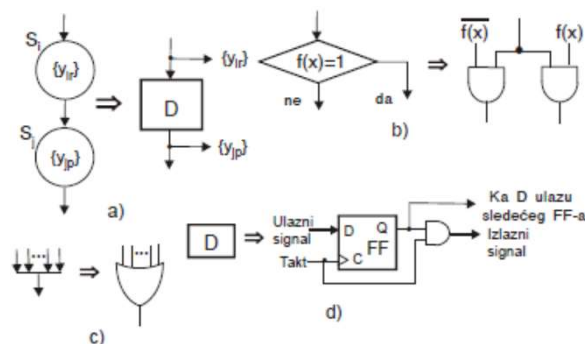 S_i
{y_ir}
S_j
{y_jp}
a)
{y_ir}
D
{y_jp}
f(x)=1
ne
da
b)
f(x)
f(x)
c)
D
Ulazni
signal
Takt
D
Q
FF
C
Ka D ulazu
sledećeg FF-a
Izlazni
signal
d)